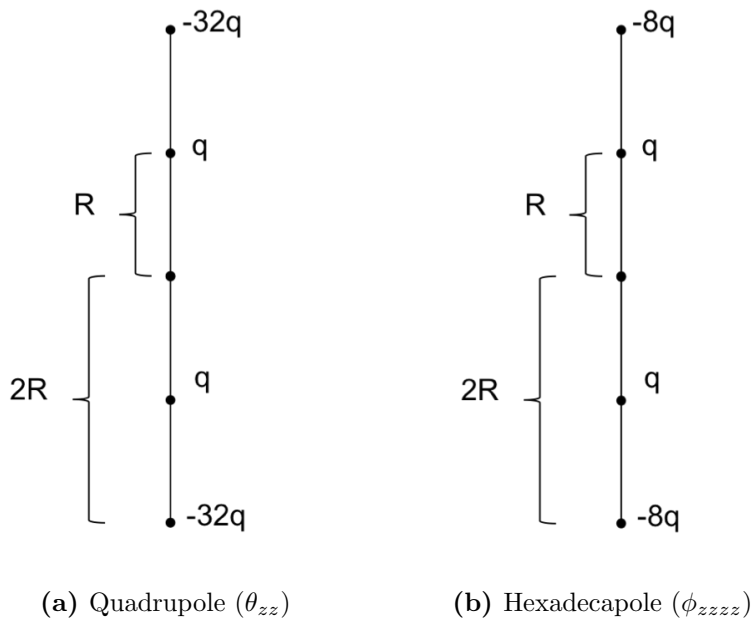 -32q
-8q
q
q
R
R
2R
2R
q
q
-32q
-8q
(a) Quadrupole (θzz)
(b) Hexadecapole (ϕzzzz)